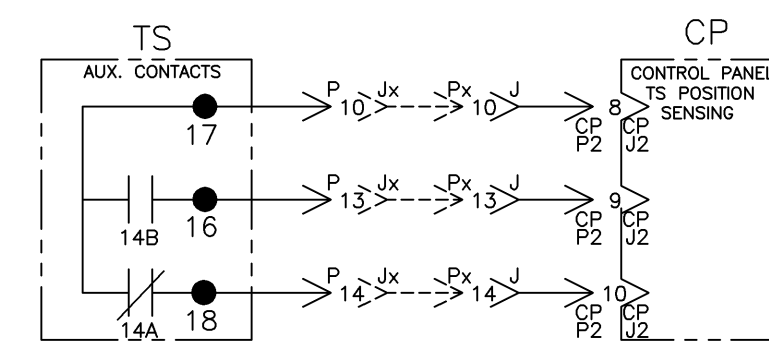 TS
CP
AUX. CONTACTS
CONTROL PANEL
TS POSITION
SENSING
17
P
10
Jx
Px
10
J
8
CP
P2
CP
J2
14B
16
P
13
Jx
Px
13
J
9
CP
P2
CP
J2
14A
18
P
14
Jx
Px
14
J
10
CP
P2
CP
J2